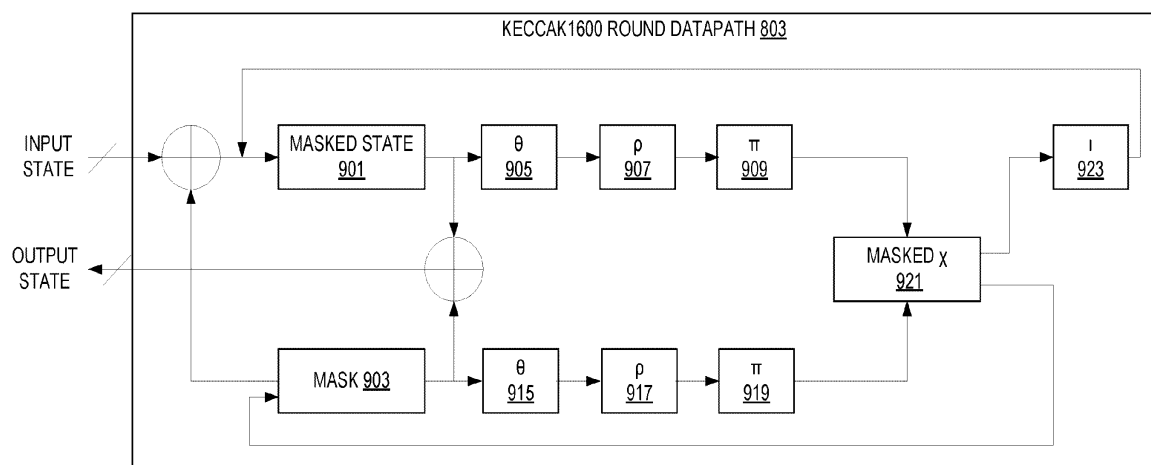 KECCAK1600 ROUND DATAPATH 803
INPUT
STATE
MASKED STATE
901
θ
905
ρ
907
π
909
ι
923
OUTPUT
STATE
MASKED χ
921
MASK 903
θ
915
ρ
917
π
919